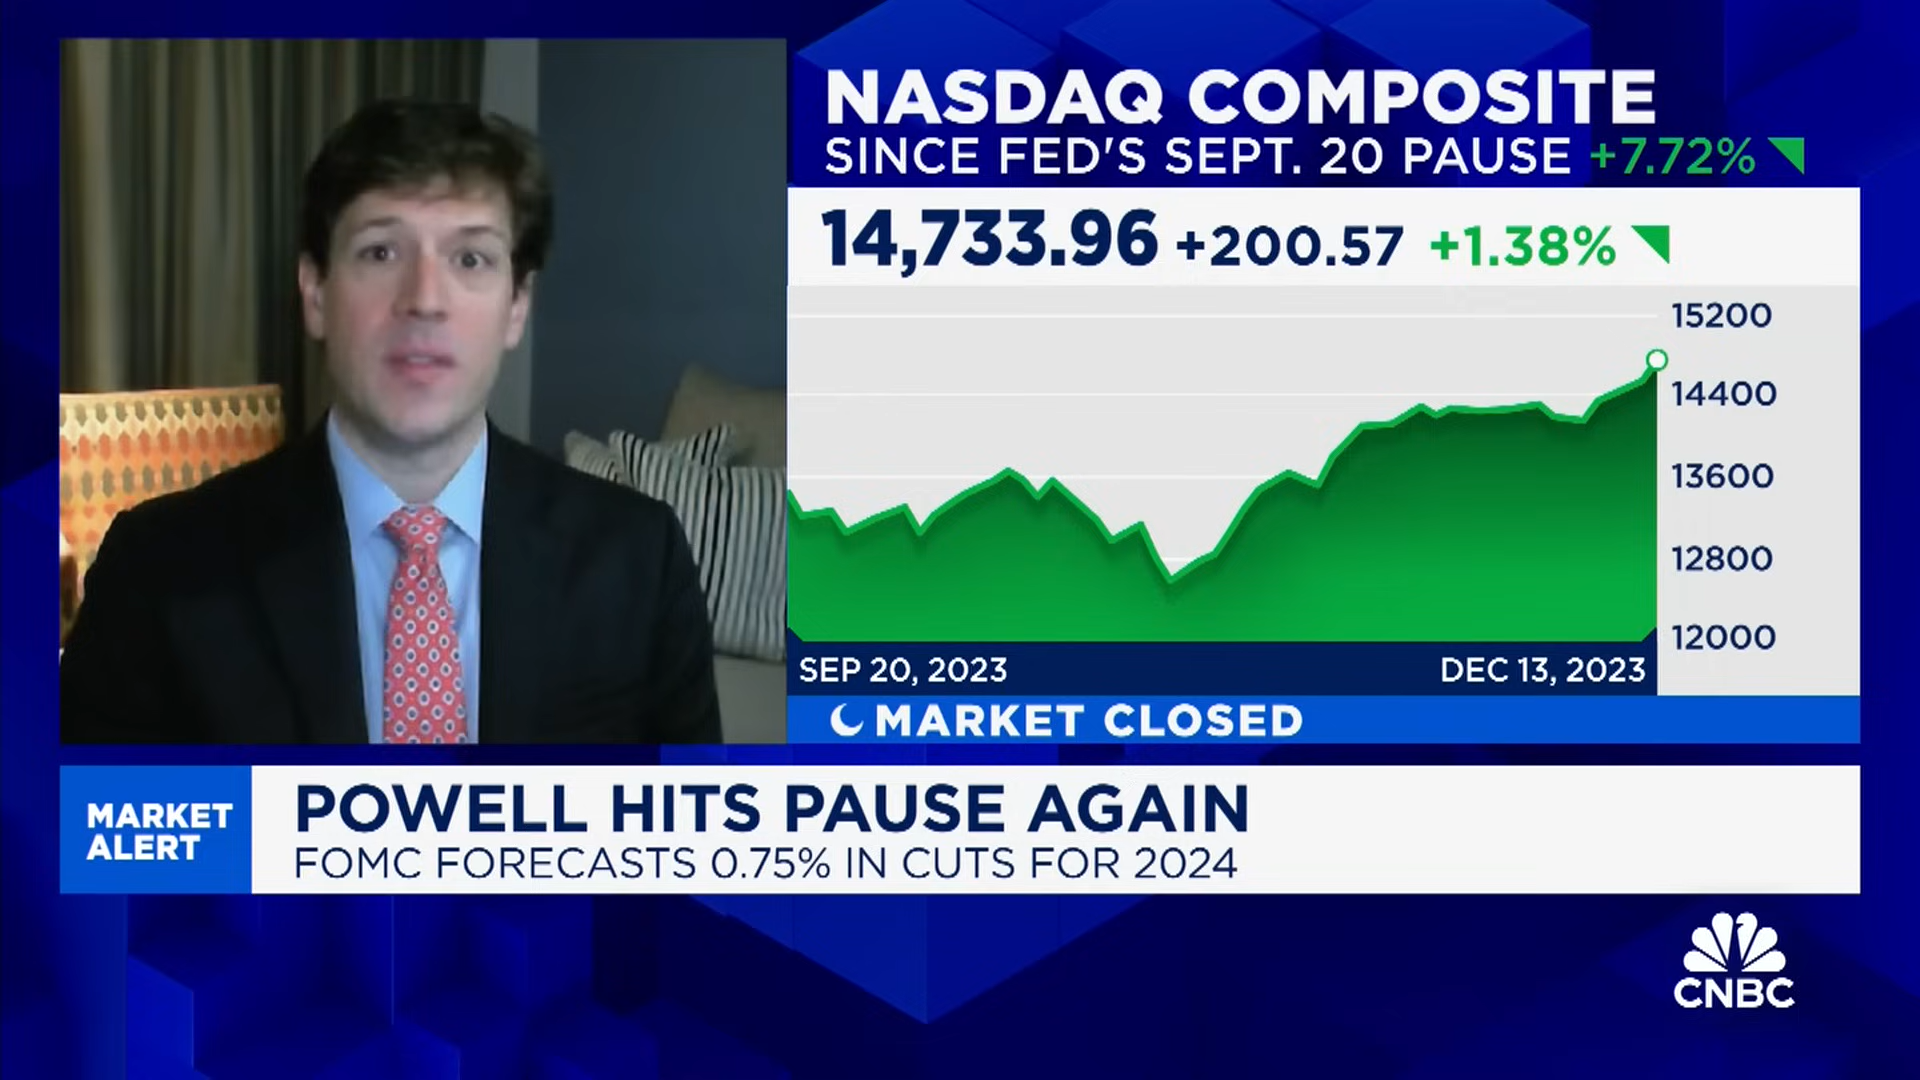 NASDAQ COMPOSITE
SINCE FED'S SEPT. 20 PAUSE +7.72%
14,733.96 +200.57 +1.38%
15200
14400
13600
12800
12000
SEP 20, 2023 DEC 13, 2023
MARKET CLOSED
MARKET ALERT
POWELL HITS PAUSE AGAIN
FOMC FORECASTS 0.75% IN CUTS FOR 2024
CNBC